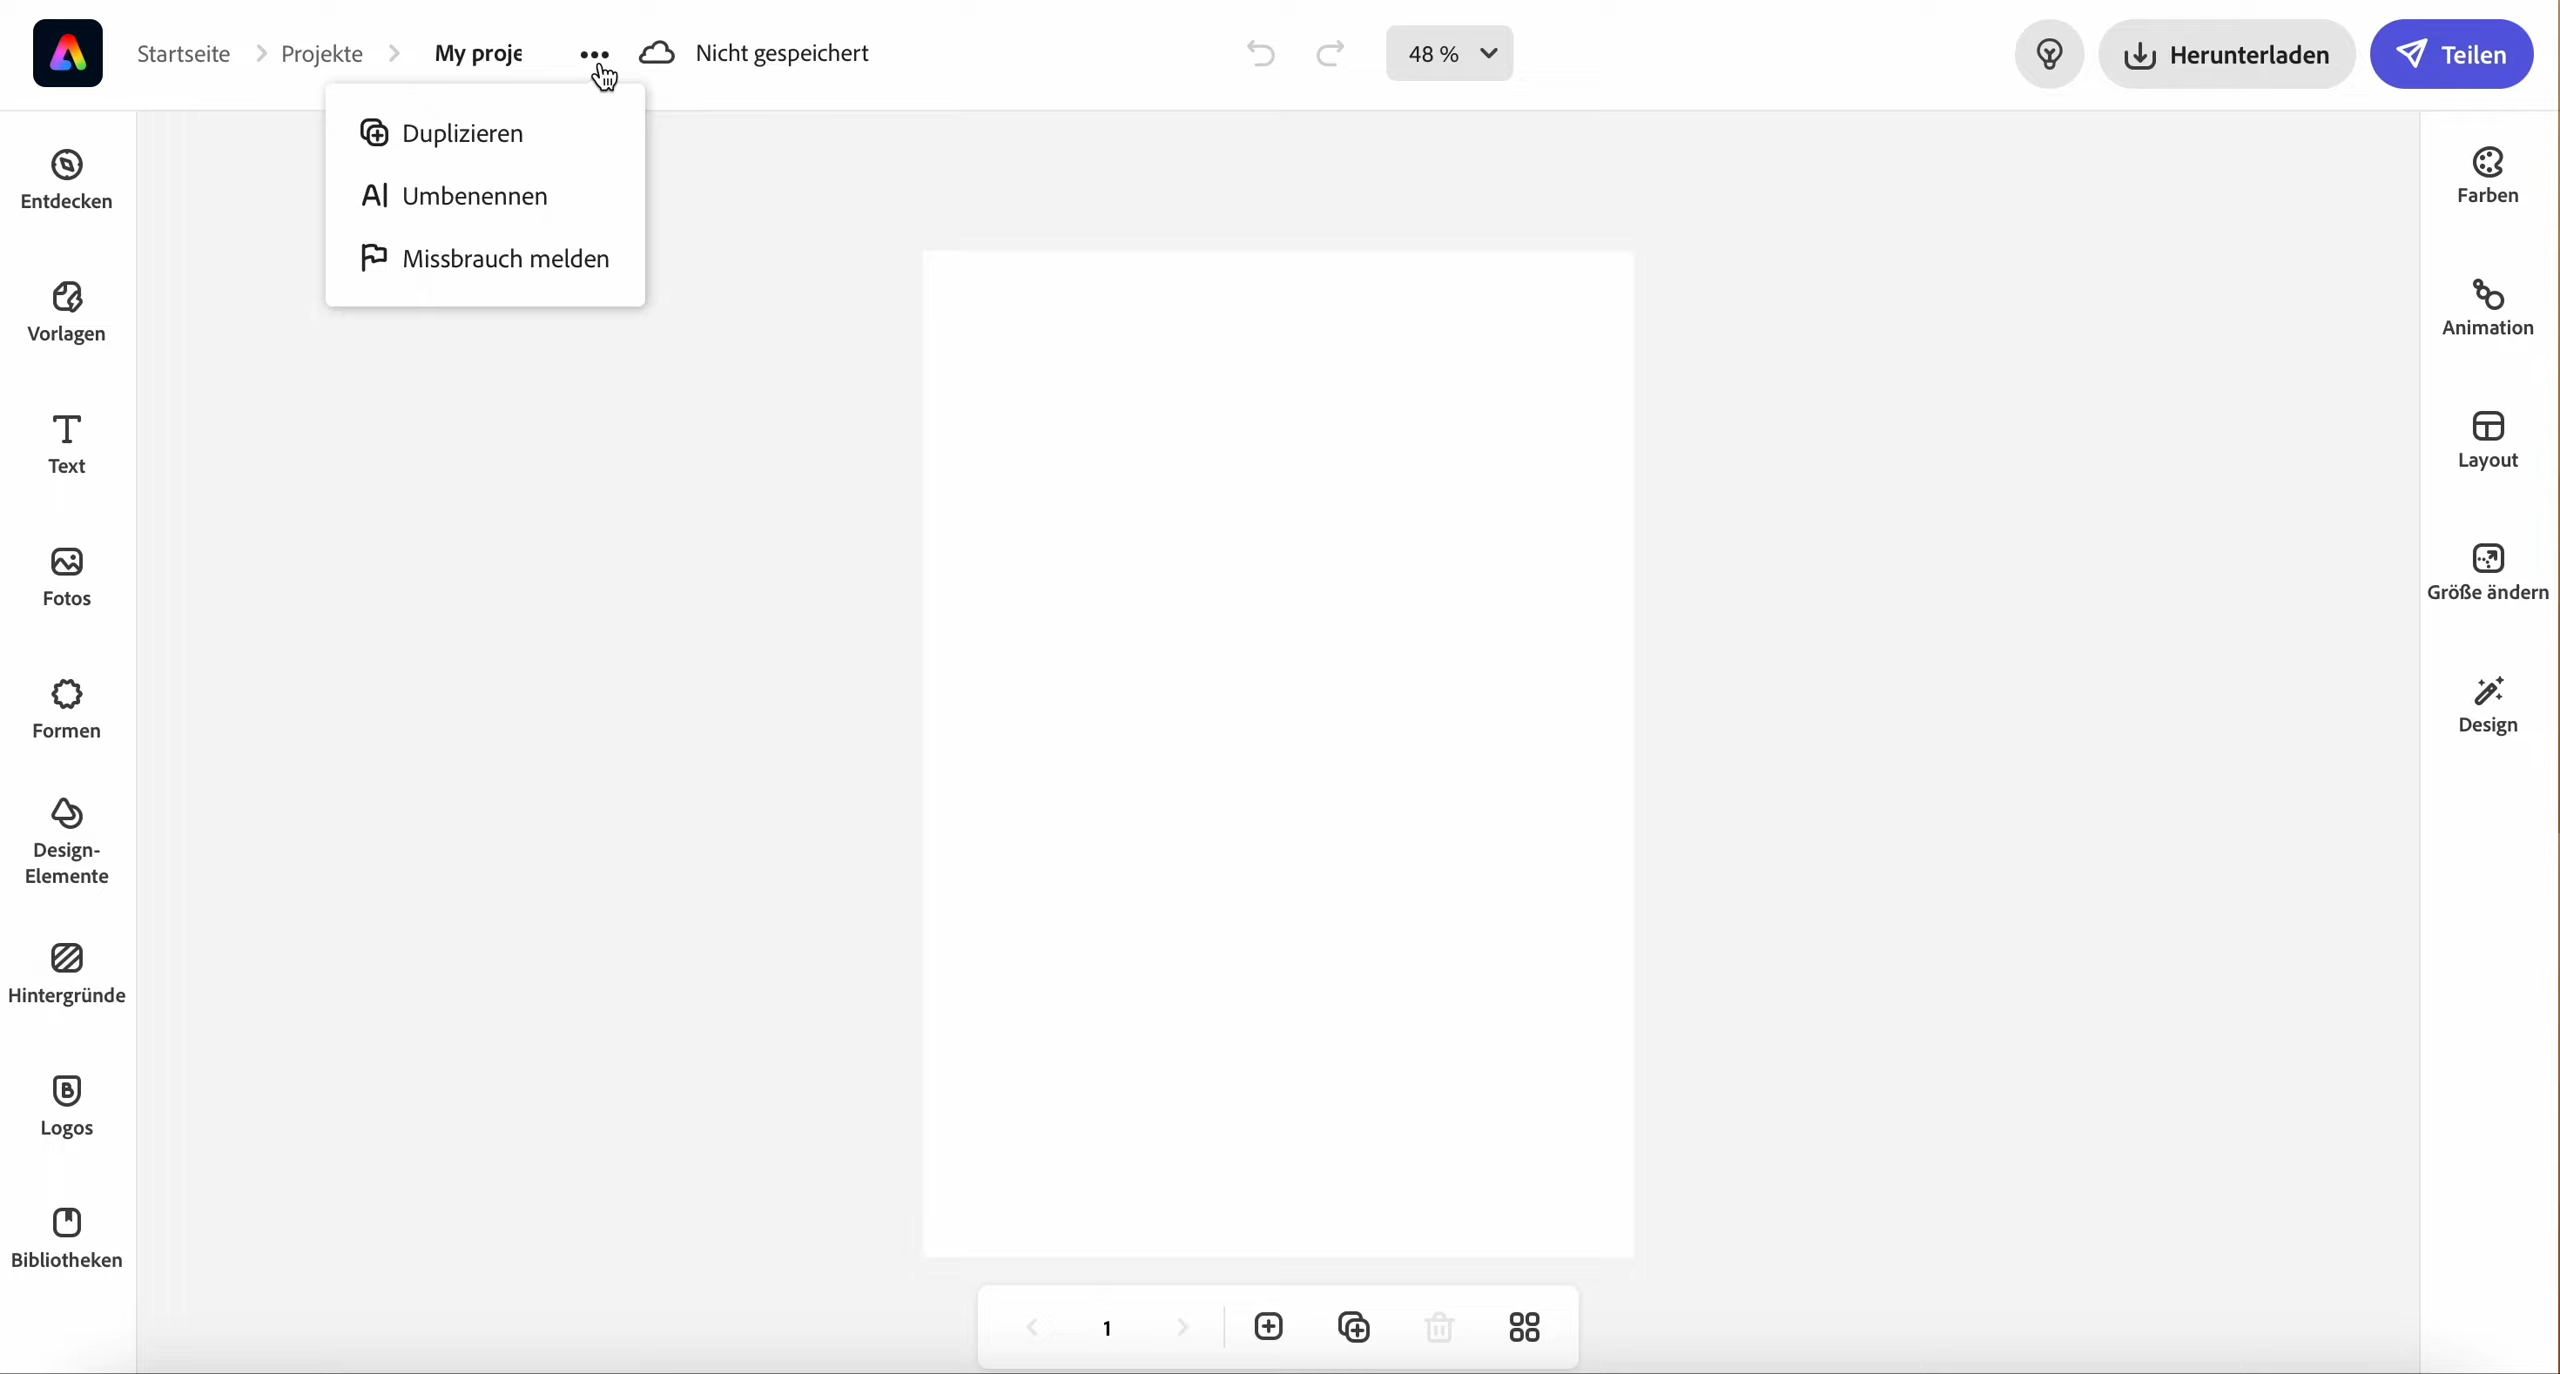 Startseite
Projekte
My proje
Nicht gespeichert
48 %
Herunterladen
Teilen
Duplizieren
Umbenennen
Missbrauch melden
Entdecken
Vorlagen
Text
Fotos
Formen
Design-
Elemente
Hintergründe
Logos
Bibliotheken
Farben
Animation
Layout
Größe ändern
Design
1